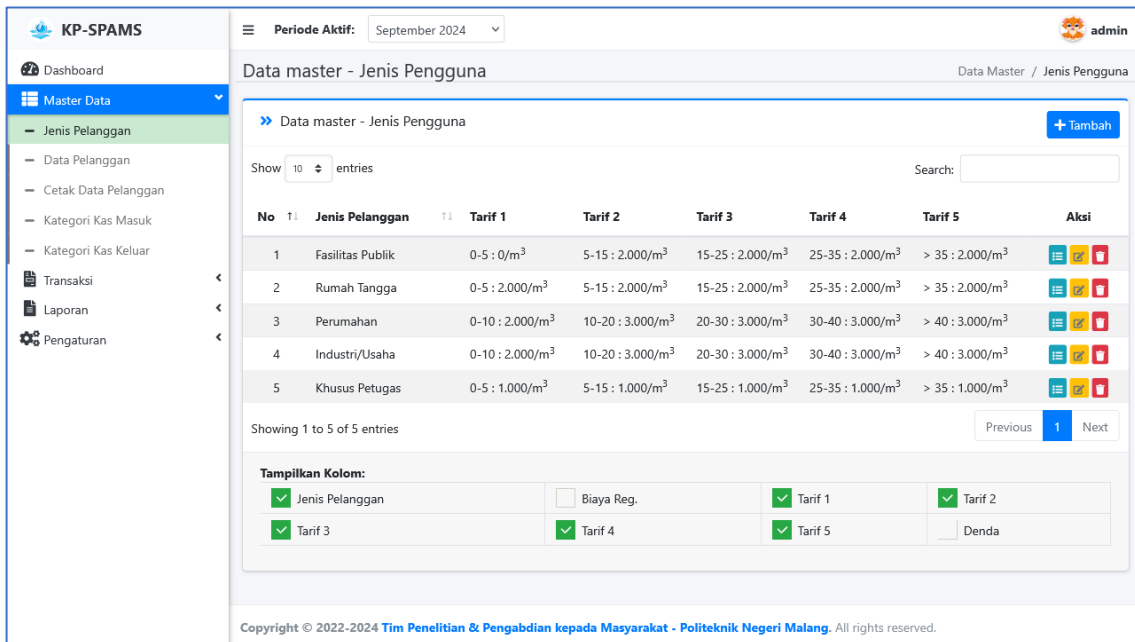 KP-SPAMS
Periode Aktif: September 2024
admin
Dashboard
Master Data
Jenis Pelanggan
Data Pelanggan
Cetak Data Pelanggan
Kategori Kas Masuk
Kategori Kas Keluar
Transaksi
Laporan
Pengaturan
Data master - Jenis Pengguna
Data Master / Jenis Pengguna
Data master - Jenis Pengguna
+ Tambah
Show 10 entries
Search:
No Jenis Pelanggan Tarif 1 Tarif 2 Tarif 3 Tarif 4 Tarif 5 Aksi
1 Fasilitas Publik 0-5 : 0/m³ 5-15 : 2.000/m³ 15-25 : 2.000/m³ 25-35 : 2.000/m³ > 35 : 2.000/m³
2 Rumah Tangga 0-5 : 2.000/m³ 5-15 : 2.000/m³ 15-25 : 2.000/m³ 25-35 : 2.000/m³ > 35 : 2.000/m³
3 Perumahan 0-10 : 2.000/m³ 10-20 : 3.000/m³ 20-30 : 3.000/m³ 30-40 : 3.000/m³ > 40 : 3.000/m³
4 Industri/Usaha 0-10 : 2.000/m³ 10-20 : 3.000/m³ 20-30 : 3.000/m³ 30-40 : 3.000/m³ > 40 : 3.000/m³
5 Khusus Petugas 0-5 : 1.000/m³ 5-15 : 1.000/m³ 15-25 : 1.000/m³ 25-35 : 1.000/m³ > 35 : 1.000/m³
Showing 1 to 5 of 5 entries
Previous 1 Next
Tampilkan Kolom:
Jenis Pelanggan Biaya Reg. Tarif 1 Tarif 2
Tarif 3 Tarif 4 Tarif 5 Denda
Copyright © 2022-2024 Tim Penelitian & Pengabdian kepada Masyarakat - Politeknik Negeri Malang. All rights reserved.